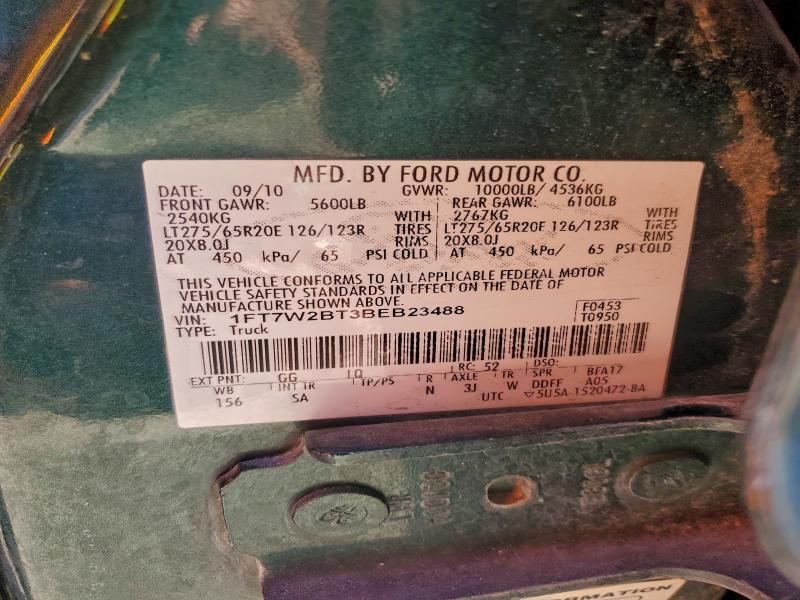 MFD. BY FORD MOTOR CO.
DATE: 09/10 GVWR: 10000LB/ 4536KG
FRONT GAWR: 5600LB REAR GAWR: 6100LB
2540KG WITH 2767KG WITH
LT275/65R20E 126/123R TIRES LT275/65R20E 126/123R TIRES
20X8.0J RIMS 20X8.0J RIMS
AT 450 kPa/ 65 PSI COLD AT 450 kPa/ 65 PSI COLD
THIS VEHICLE CONFORMS TO ALL APPLICABLE FEDERAL MOTOR
VEHICLE SAFETY STANDARDS IN EFFECT ON THE DATE OF
MANUFACTURE SHOWN ABOVE.
VIN: 1FT7W2BT3BEB23488 F0453
TYPE: Truck T0950
EXT PNT: GG IQ RC: 52 DSO:
WB INT TR TP/PS R AXLE TR SPR BFA17
156 SA N 3J W DDFF A05
UTC ▽5U5A-1520472-BA
ORMATION